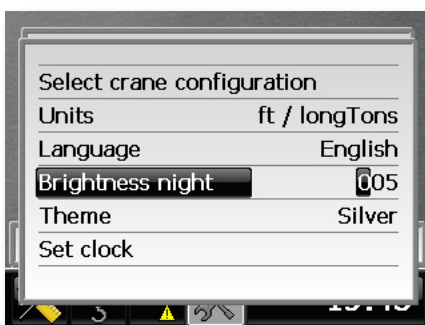 Select crane configuration
Units ft / longTons
Language English
Brightness night 005
Theme Silver
Set clock